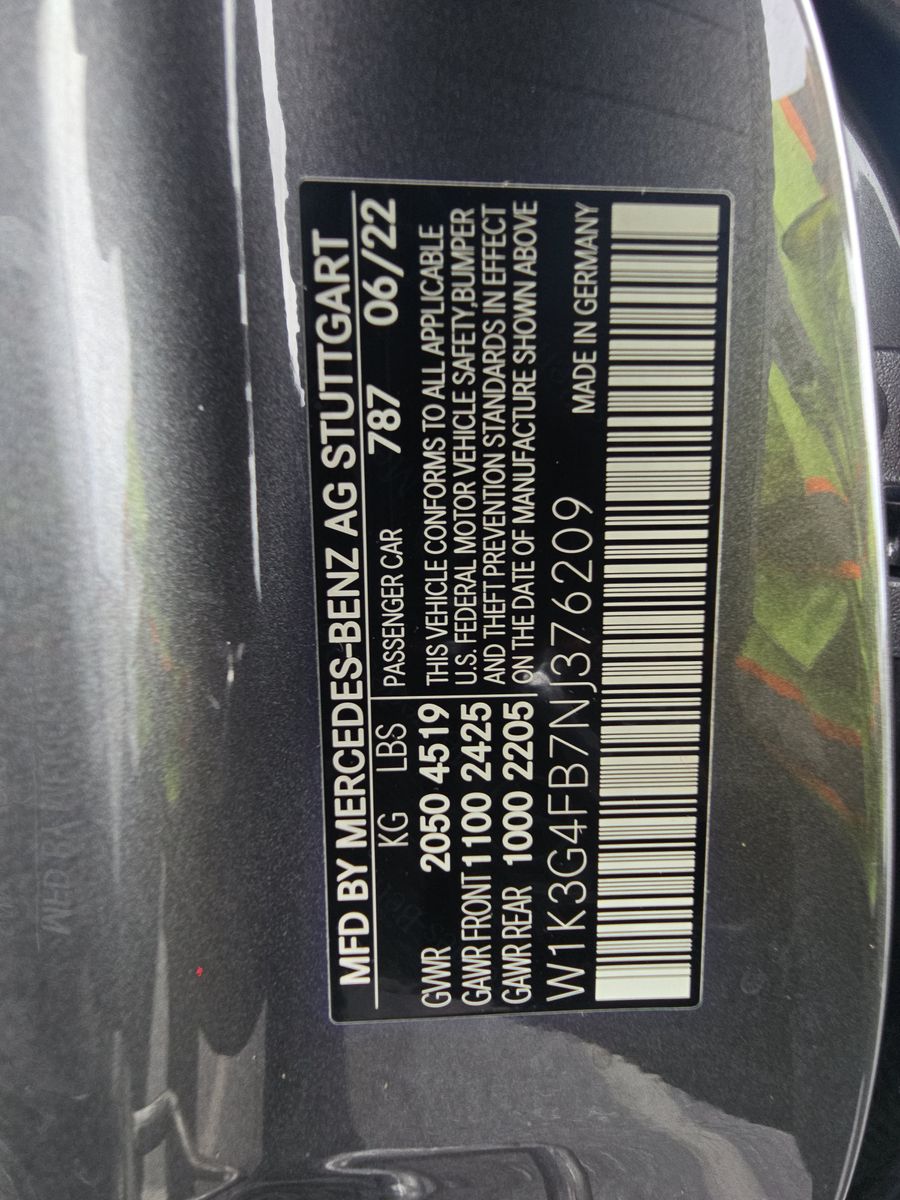 MFD BY MERCEDES-BENZ AG STUTTGART
KG LBS PASSENGER CAR 787 06/22
GVWR 2050 4519 THIS VEHICLE CONFORMS TO ALL APPLICABLE
GAWR FRONT 1100 2425 U.S. FEDERAL MOTOR VEHICLE SAFETY,BUMPER
GAWR REAR 1000 2205 AND THEFT PREVENTION STANDARDS IN EFFECT
ON THE DATE OF MANUFACTURE SHOWN ABOVE
W1K3G4FB7NJ376209 MADE IN GERMANY